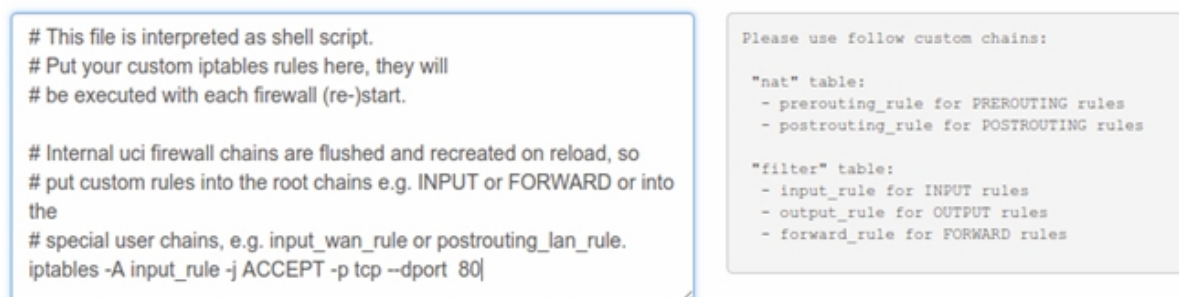 # This file is interpreted as shell script.
# Put your custom iptables rules here, they will
# be executed with each firewall (re-)start.
# Internal uci firewall chains are flushed and recreated on reload, so
# put custom rules into the root chains e.g. INPUT or FORWARD or into
the
# special user chains, e.g. input_wan_rule or postrouting_lan_rule.
iptables -A input_rule -j ACCEPT -p tcp --dport  80
Please use follow custom chains:
"nat" table:
- prerouting_rule for PREROUTING rules
- postrouting_rule for POSTROUTING rules
"filter" table:
- input_rule for INPUT rules
- output_rule for OUTPUT rules
- forward_rule for FORWARD rules